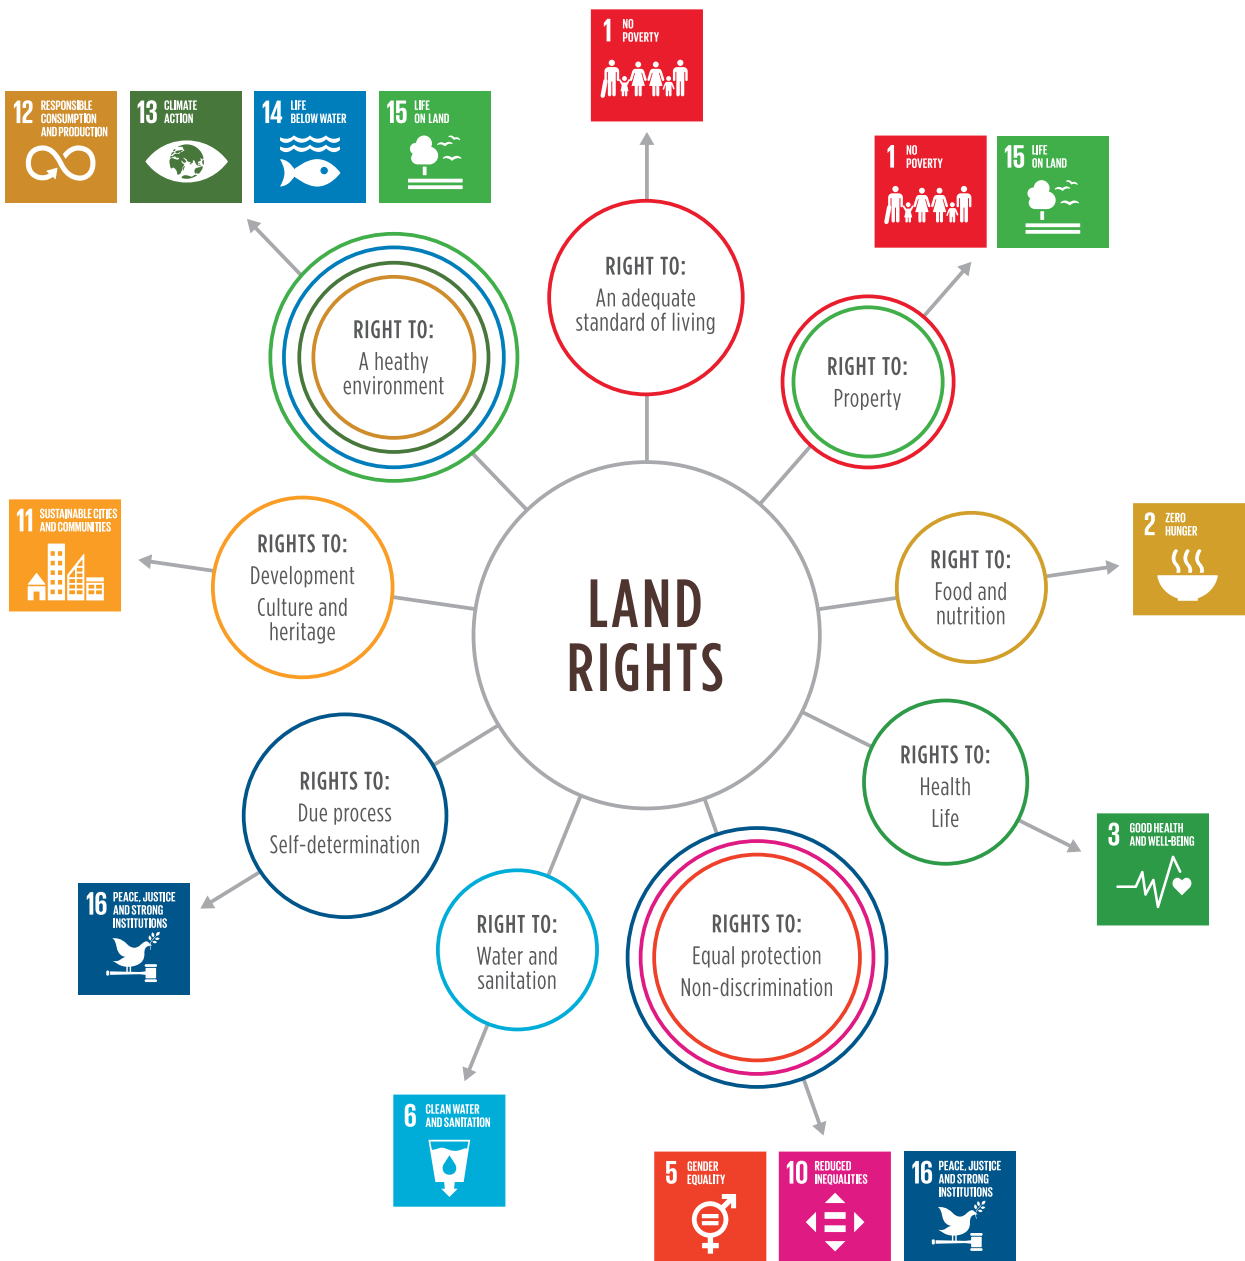 1 NO
POVERTY
12 RESPONSIBLE
CONSUMPTION
AND PRODUCTION
13 CLIMATE
ACTION
14 LIFE
BELOW WATER
15 LIFE
ON LAND
1 NO
POVERTY
15 LIFE
ON LAND
RIGHT TO:
An adequate
standard of living
RIGHT TO:
A heathy
environment
RIGHT TO:
Property
11 SUSTAINABLE CITIES
AND COMMUNITIES
RIGHTS TO:
Development
Culture and
heritage
LAND
RIGHTS
RIGHT TO:
Food and
nutrition
2 ZERO
HUNGER
RIGHTS TO:
Due process
Self-determination
RIGHTS TO:
Health
Life
3 GOOD HEALTH
AND WELL-BEING
16 PEACE, JUSTICE
AND STRONG
INSTITUTIONS
RIGHT TO:
Water and
sanitation
RIGHTS TO:
Equal protection
Non-discrimination
6 CLEAN WATER
AND SANITATION
5 GENDER
EQUALITY
10 REDUCED
INEQUALITIES
16 PEACE, JUSTICE
AND STRONG
INSTITUTIONS